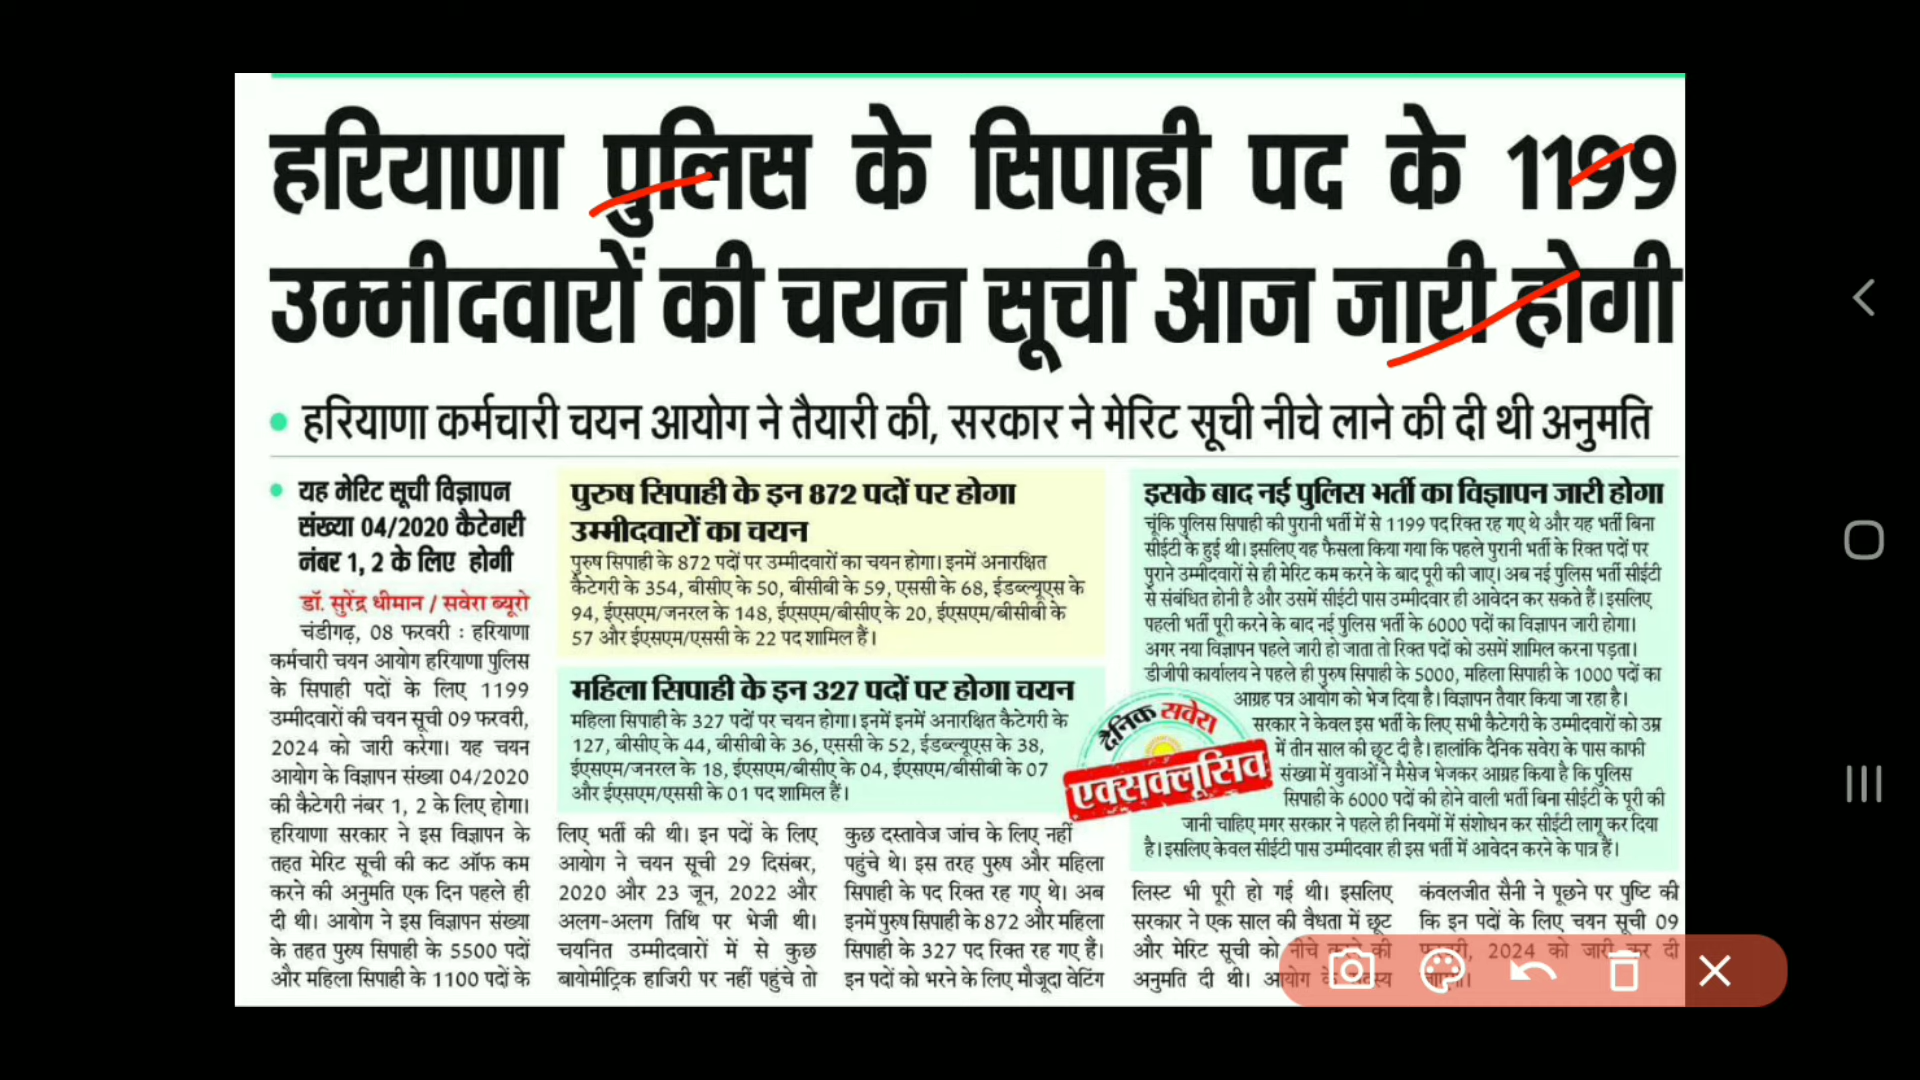 हरियाणा पुलिस के सिपाही पद के 1199
उम्मीदवारों की चयन सूची आज जारी होगी
हरियाणा कर्मचारी चयन आयोग ने तैयारी की, सरकार ने मेरिट सूची नीचे लाने की दी थी अनुमति
यह मेरिट सूची विज्ञापन
संख्या 04/2020 कैटेगरी
नंबर 1, 2 के लिए होगी
डॉ. सुरेंद्र धीमान / सवेरा ब्यूरो
चंडीगढ़, 08 फरवरी : हरियाणा
कर्मचारी चयन आयोग हरियाणा पुलिस
के सिपाही पदों के लिए 1199
उम्मीदवारों की चयन सूची 09 फरवरी,
2024 को जारी करेगा। यह चयन
आयोग के विज्ञापन संख्या 04/2020
की कैटेगरी नंबर 1, 2 के लिए होगा।
हरियाणा सरकार ने इस विज्ञापन के
तहत मेरिट सूची की कट ऑफ कम
करने की अनुमति एक दिन पहले ही
दी थी। आयोग ने इस विज्ञापन संख्या
के तहत पुरुष सिपाही के 5500 पदों
और महिला सिपाही के 1100 पदों के
पुरुष सिपाही के इन 872 पदों पर होगा
उम्मीदवारों का चयन
पुरुष सिपाही के 872 पदों पर उम्मीदवारों का चयन होगा। इनमें अनारक्षित
कैटेगरी के 354, बीसीए के 50, बीसीबी के 59, एससी के 68, ईडब्ल्यूएस के
94, ईएसएम/जनरल के 148, ईएसएम/बीसीए के 20, ईएसएम/बीसीबी के
57 और ईएसएम/एससी के 22 पद शामिल हैं।
महिला सिपाही के इन 327 पदों पर होगा चयन
महिला सिपाही के 327 पदों पर चयन होगा। इनमें इनमें अनारक्षित कैटेगरी के
127, बीसीए के 44, बीसीबी के 36, एससी के 52, ईडब्ल्यूएस के 38,
ईएसएम/जनरल के 18, ईएसएम/बीसीए के 04, ईएसएम/बीसीबी के 07
और ईएसएम/एससी के 01 पद शामिल हैं।
लिए भर्ती की थी। इन पदों के लिए
आयोग ने चयन सूची 29 दिसंबर,
2020 और 23 जून, 2022 और
अलग-अलग तिथि पर भेजी थी।
चयनित उम्मीदवारों में से कुछ
बायोमीट्रिक हाजिरी पर नहीं पहुंचे तो
कुछ दस्तावेज जांच के लिए नहीं
पहुंचे थे। इस तरह पुरुष और महिला
सिपाही के पद रिक्त रह गए थे। अब
इनमें पुरुष सिपाही के 872 और महिला
सिपाही के 327 पद रिक्त रह गए हैं।
इन पदों को भरने के लिए मौजूदा वेटिंग
इसके बाद नई पुलिस भर्ती का विज्ञापन जारी होगा
चूंकि पुलिस सिपाही की पुरानी भर्ती में से 1199 पद रिक्त रह गए थे और यह भर्ती बिना
सीईटी के हुई थी। इसलिए यह फैसला किया गया कि पहले पुरानी भर्ती के रिक्त पदों पर
पुराने उम्मीदवारों से ही मेरिट कम करने के बाद पूरी की जाए। अब नई पुलिस भर्ती सीईटी
से संबंधित होनी है और उसमें सीईटी पास उम्मीदवार ही आवेदन कर सकते हैं। इसलिए
पहली भर्ती पूरी करने के बाद नई पुलिस भर्ती के 6000 पदों का विज्ञापन जारी होगा।
अगर नया विज्ञापन पहले जारी हो जाता तो रिक्त पदों को उसमें शामिल करना पड़ता।
डीजीपी कार्यालय ने पहले ही पुरुष सिपाही के 5000, महिला सिपाही के 1000 पदों का
आग्रह पत्र आयोग को भेज दिया है। विज्ञापन तैयार किया जा रहा है।
सरकार ने केवल इस भर्ती के लिए सभी कैटेगरी के उम्मीदवारों को उम्र
में तीन साल की छूट दी है। हालांकि दैनिक सवेरा के पास काफी
संख्या में युवाओं ने मैसेज भेजकर आग्रह किया है कि पुलिस
सिपाही के 6000 पदों की होने वाली भर्ती बिना सीईटी के पूरी की
जानी चाहिए मगर सरकार ने पहले ही नियमों में संशोधन कर सीईटी लागू कर दिया
है। इसलिए केवल सीईटी पास उम्मीदवार ही इस भर्ती में आवेदन करने के पात्र हैं।
दैनिक सवेरा
एक्सक्लूसिव
लिस्ट भी पूरी हो गई थी। इसलिए
सरकार ने एक साल की वैधता में छूट
और मेरिट सूची को नीचे करने की
अनुमति दी थी। आयोग के सदस्य
कंवलजीत सैनी ने पूछने पर पुष्टि की
कि इन पदों के लिए चयन सूची 09
फरवरी, 2024 को जारी कर दी
जाएगी।